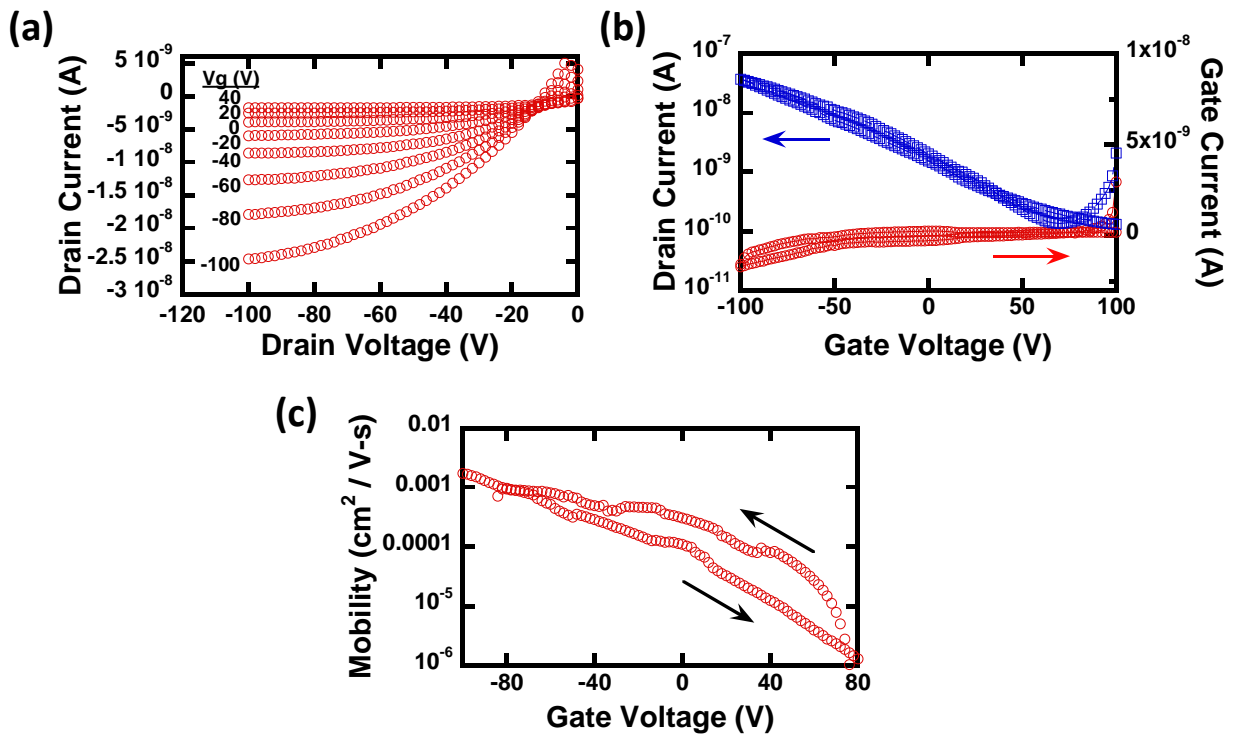 (a)
Drain Current (A)
5 10⁻⁹
0
-5 10⁻⁹
-1 10⁻⁸
-1.5 10⁻⁸
-2 10⁻⁸
-2.5 10⁻⁸
-3 10⁻⁸
Vg (V)
40
20
0
-20
-40
-60
-80
-100
-120 -100 -80 -60 -40 -20 0
Drain Voltage (V)
(b)
Drain Current (A)
10⁻⁷
10⁻⁸
10⁻⁹
10⁻¹⁰
10⁻¹¹
1x10⁻⁸
5x10⁻⁹
0
Gate Current (A)
-100 -50 0 50 100
Gate Voltage (V)
(c)
Mobility (cm² / V-s)
0.01
0.001
0.0001
10⁻⁵
10⁻⁶
-80 -40 0 40 80
Gate Voltage (V)